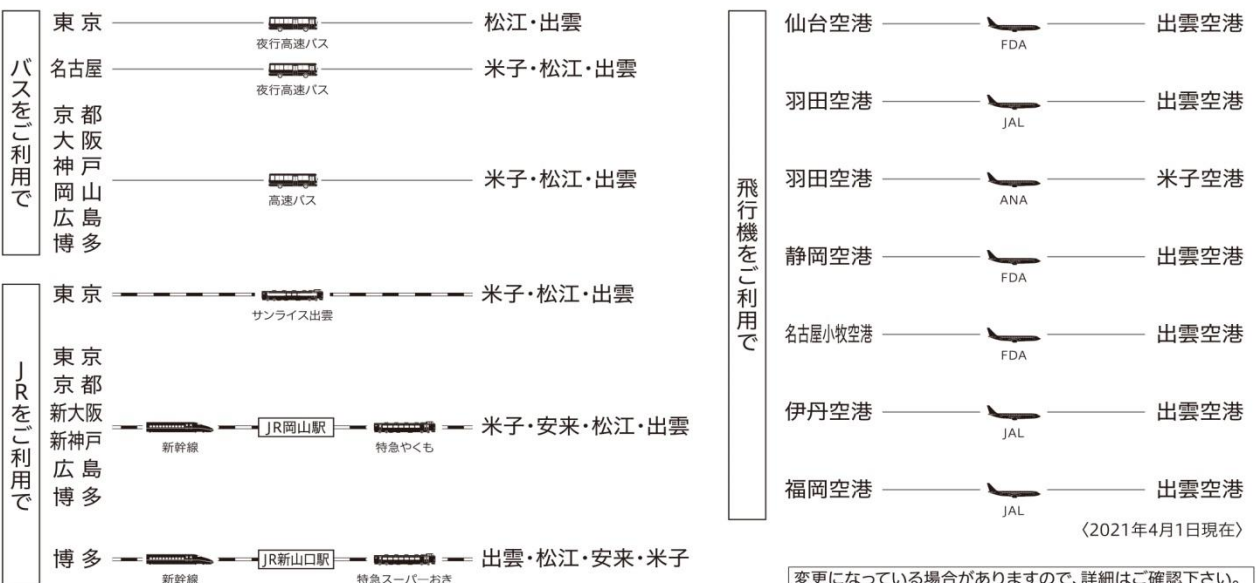 バスをご利用で
東京
夜行高速バス
松江・出雲
名古屋
夜行高速バス
米子・松江・出雲
京都
大阪
神戸
岡山
広島
博多
高速バス
米子・松江・出雲
JRをご利用で
東京
サンライズ出雲
米子・松江・出雲
東京
京都
新大阪
新神戸
広島
博多
新幹線
JR岡山駅
特急やくも
米子・安来・松江・出雲
博多
新幹線
JR新山口駅
特急スーパーおき
出雲・松江・安来・米子
飛行機をご利用で
仙台空港
FDA
出雲空港
羽田空港
JAL
出雲空港
羽田空港
ANA
米子空港
静岡空港
FDA
出雲空港
名古屋小牧空港
FDA
出雲空港
伊丹空港
JAL
出雲空港
福岡空港
JAL
出雲空港
〈2021年4月1日現在〉
変更になっている場合がありますので、詳細はご確認下さい。